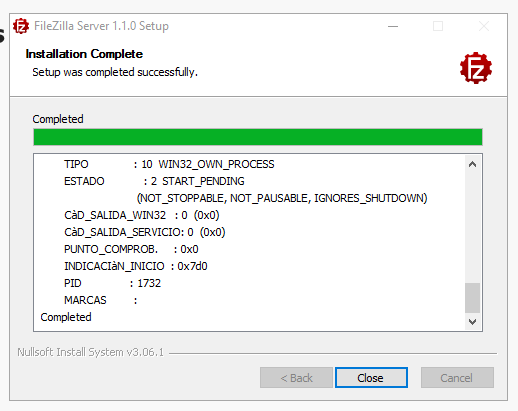 s
FileZilla Server 1.1.0 Setup
Installation Complete
Setup was completed successfully.
Fz
Completed
TIPO : 10 WIN32_OWN_PROCESS
ESTADO : 2 START_PENDING
(NOT_STOPPABLE, NOT_PAUSABLE, IGNORES_SHUTDOWN)
CàD_SALIDA_WIN32 : 0 (0x0)
CàD_SALIDA_SERVICIO: 0 (0x0)
PUNTO_COMPROB. : 0x0
INDICACIàN_INICIO : 0x7d0
PID : 1732
MARCAS :
Completed
Nullsoft Install System v3.06.1
< Back
Close
Cancel